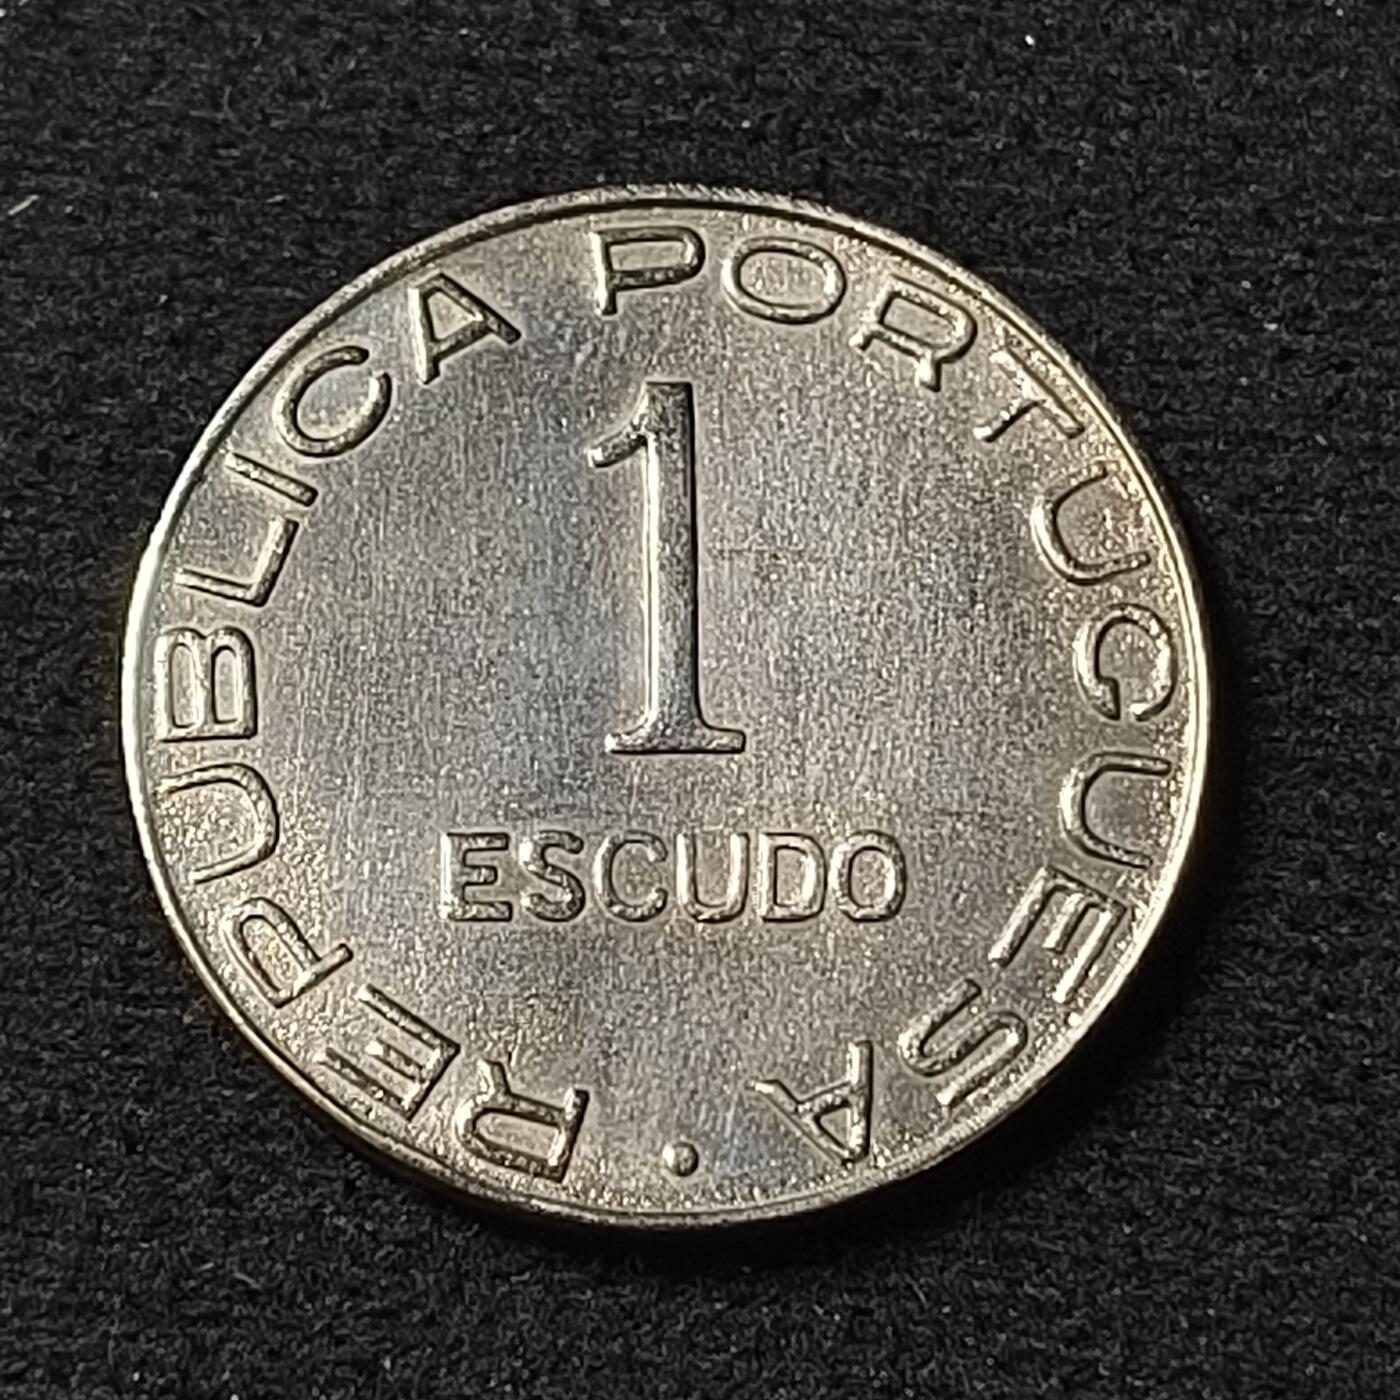 REPUBLICA PORTUGUESA •
1
ESCUDO